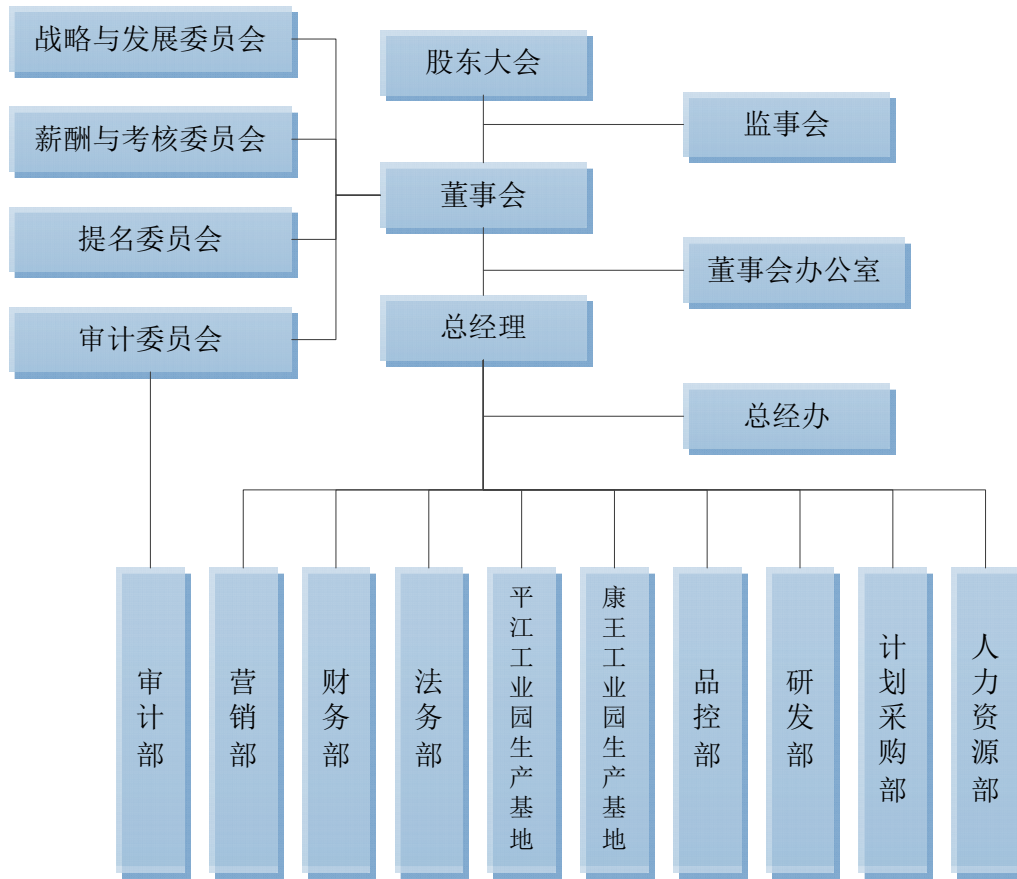 战略与发展委员会
股东大会
监事会
薪酬与考核委员会
董事会
提名委员会
董事会办公室
总经理
审计委员会
总经办
审计部
营销部
财务部
法务部
平江工业园生产基地
康王工业园生产基地
品控部
研发部
计划采购部
人力资源部